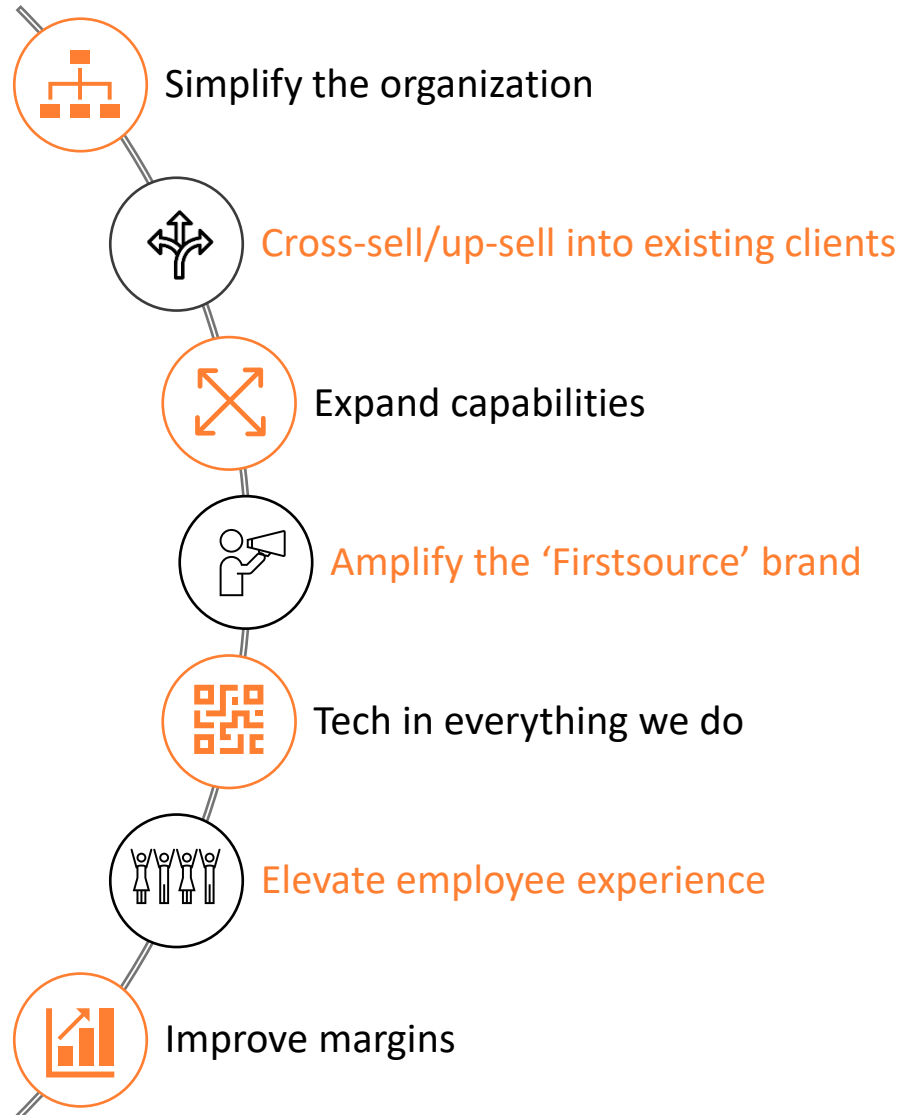 Simplify the organization
Cross-sell/up-sell into existing clients
Expand capabilities
Amplify the ‘Firstsource’ brand
Tech in everything we do
Elevate employee experience
Improve margins